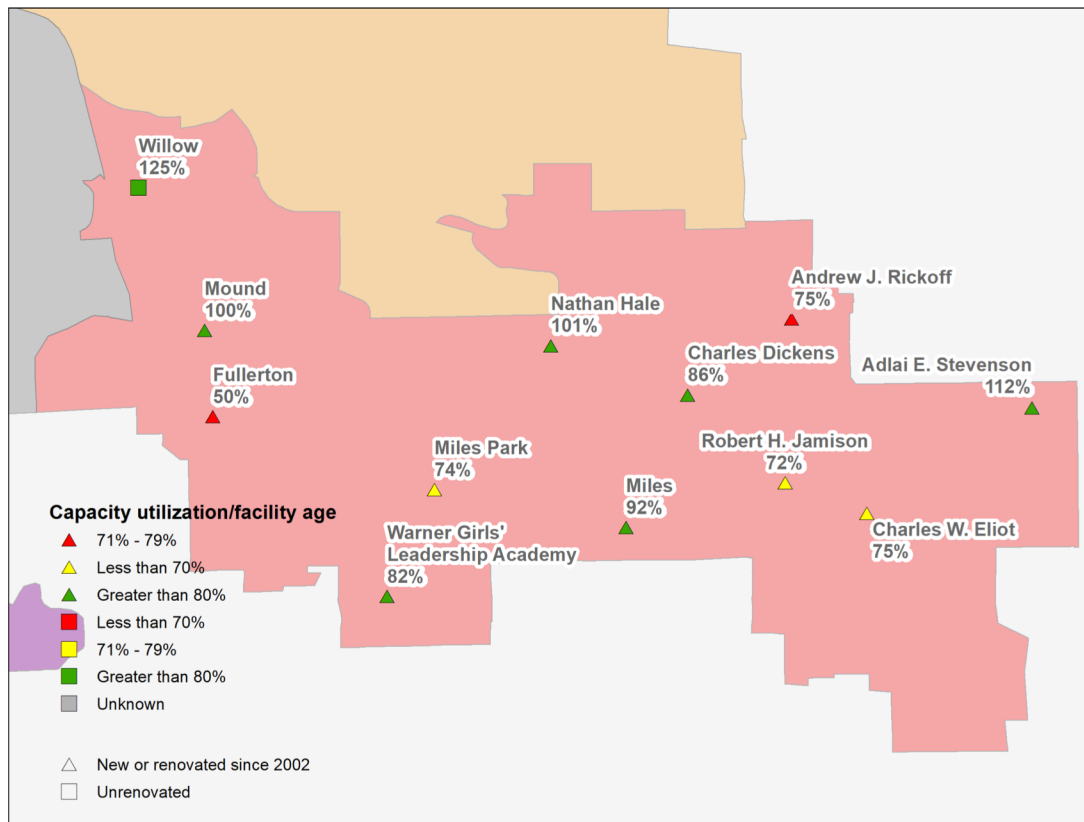 Willow
125%
Mound
100%
Nathan Hale
101%
Andrew J. Rickoff
75%
Charles Dickens
86%
Adlai E. Stevenson
112%
Fullerton
50%
Miles Park
74%
Robert H. Jamison
72%
Miles
92%
Charles W. Eliot
75%
Warner Girls'
Leadership Academy
82%
Capacity utilization/facility age
71% - 79%
Less than 70%
Greater than 80%
Less than 70%
71% - 79%
Greater than 80%
Unknown
New or renovated since 2002
Unrenovated